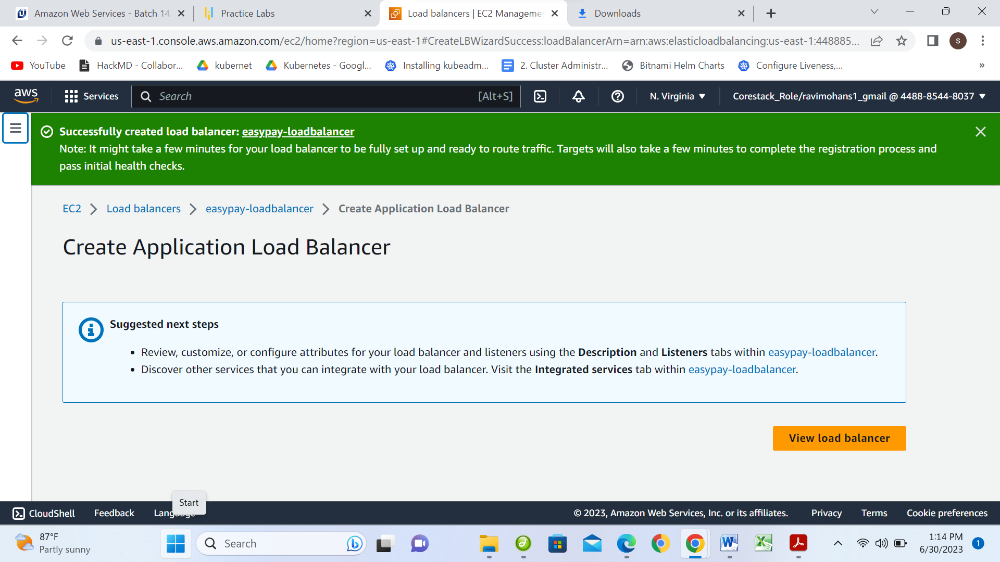 Amazon Web Services - Batch 14
Practice Labs
Load balancers | EC2 Manageme
Downloads
us-east-1.console.aws.amazon.com/ec2/home?region=us-east-1#CreateLBWizardSuccess:loadBalancerArn=arn:aws:elasticloadbalancing:us-east-1:448885...
S
YouTube
HackMD - Collabor...
kubernet
Kubernetes - Googl...
Installing kubeadm...
2. Cluster Administr...
Bitnami Helm Charts
Configure Liveness,...
»
aws
Services
Search
[Alt+S]
N. Virginia
Corestack_Role/ravimohans1_gmail @ 4488-8544-8037
Successfully created load balancer: easypay-loadbalancer
Note: It might take a few minutes for your load balancer to be fully set up and ready to route traffic. Targets will also take a few minutes to complete the registration process and
pass initial health checks.
EC2 > Load balancers > easypay-loadbalancer > Create Application Load Balancer
Create Application Load Balancer
Suggested next steps
• Review, customize, or configure attributes for your load balancer and listeners using the Description and Listeners tabs within easypay-loadbalancer.
• Discover other services that you can integrate with your load balancer. Visit the Integrated services tab within easypay-loadbalancer.
View load balancer
Start
CloudShell
Feedback
Language
© 2023, Amazon Web Services, Inc. or its affiliates.
Privacy
Terms
Cookie preferences
87°F
Partly sunny
Search
1:14 PM
6/30/2023
1